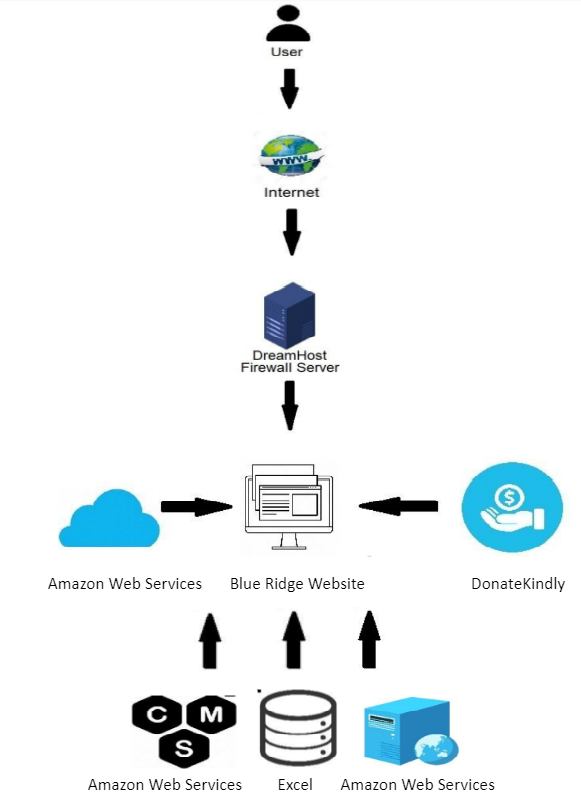 User
WWW.
Internet
DreamHost
Firewall Server
$
Amazon Web Services
Blue Ridge Website
DonateKindly
C M
S
Amazon Web Services
Excel
Amazon Web Services